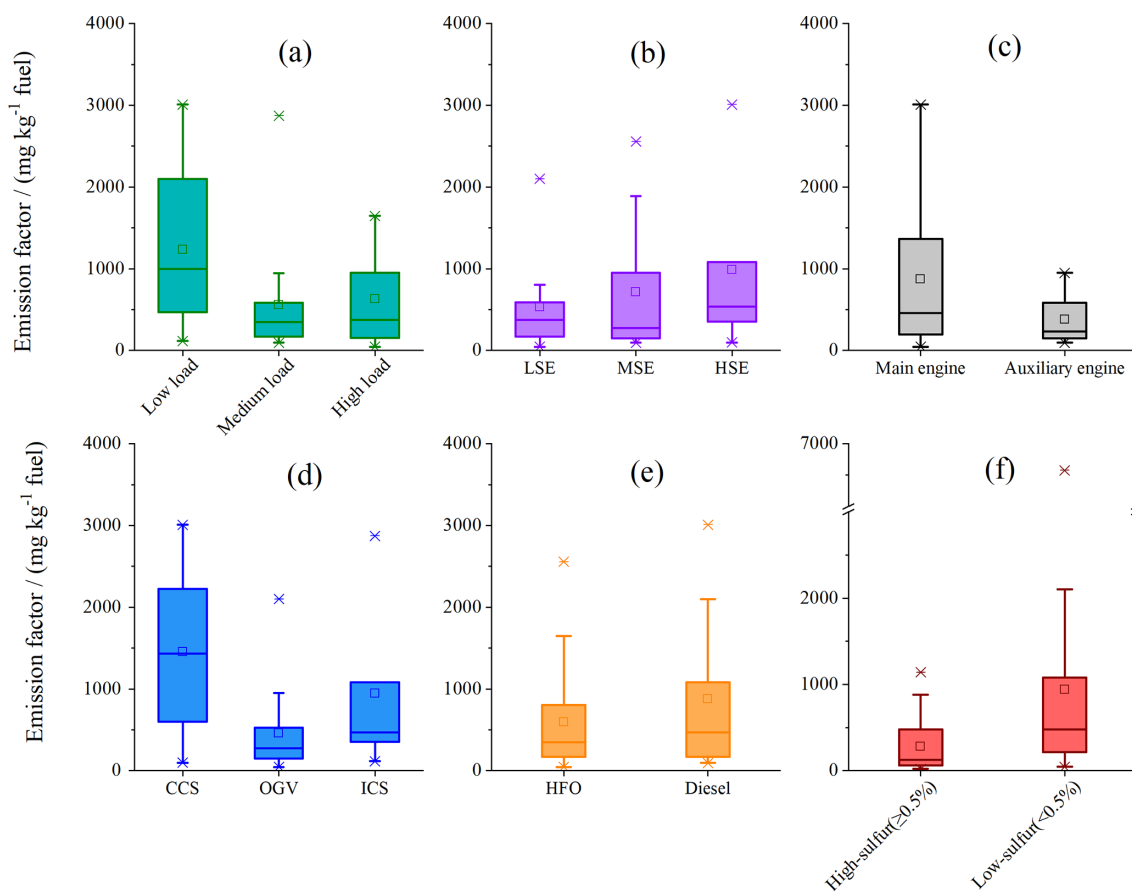 (a)
(b)
(c)
4000
3000
2000
1000
0
Emission factor / (mg kg⁻¹ fuel)
Low load
Medium load
High load
4000
3000
2000
1000
0
LSE MSE HSE
4000
3000
2000
1000
0
Main engine Auxiliary engine
(d)
(e)
(f)
4000
3000
2000
1000
0
Emission factor / (mg kg⁻¹ fuel)
CCS OGV ICS
4000
3000
2000
1000
0
HFO Diesel
7000
2000
1000
0
High-sulfur(≥0.5%)
Low-sulfur(<0.5%)